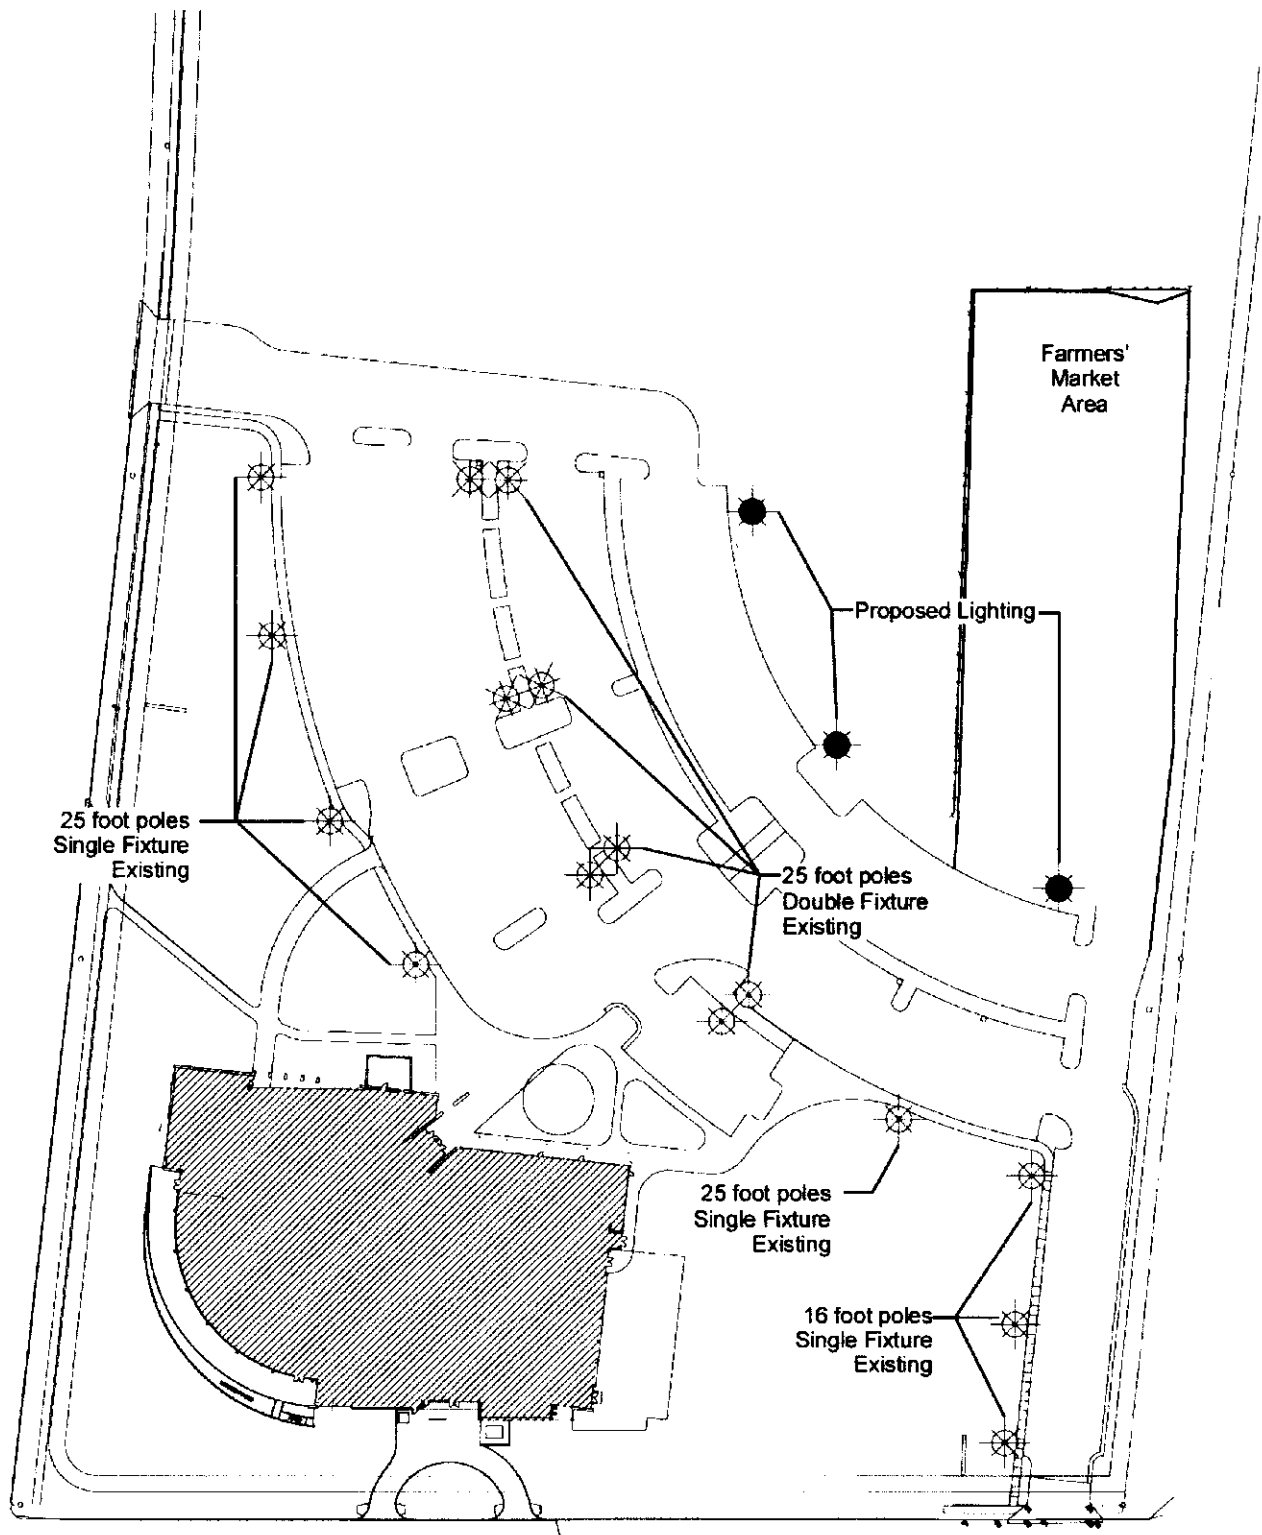 Farmers'
Market
Area
Proposed Lighting
25 foot poles
Single Fixture
Existing
25 foot poles
Double Fixture
Existing
25 foot poles
Single Fixture
Existing
16 foot poles
Single Fixture
Existing